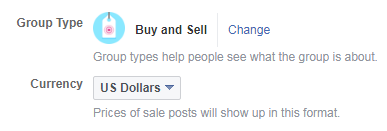 Group Type Buy and Sell Change
Group types help people see what the group is about.
Currency US Dollars
Prices of sale posts will show up in this format.